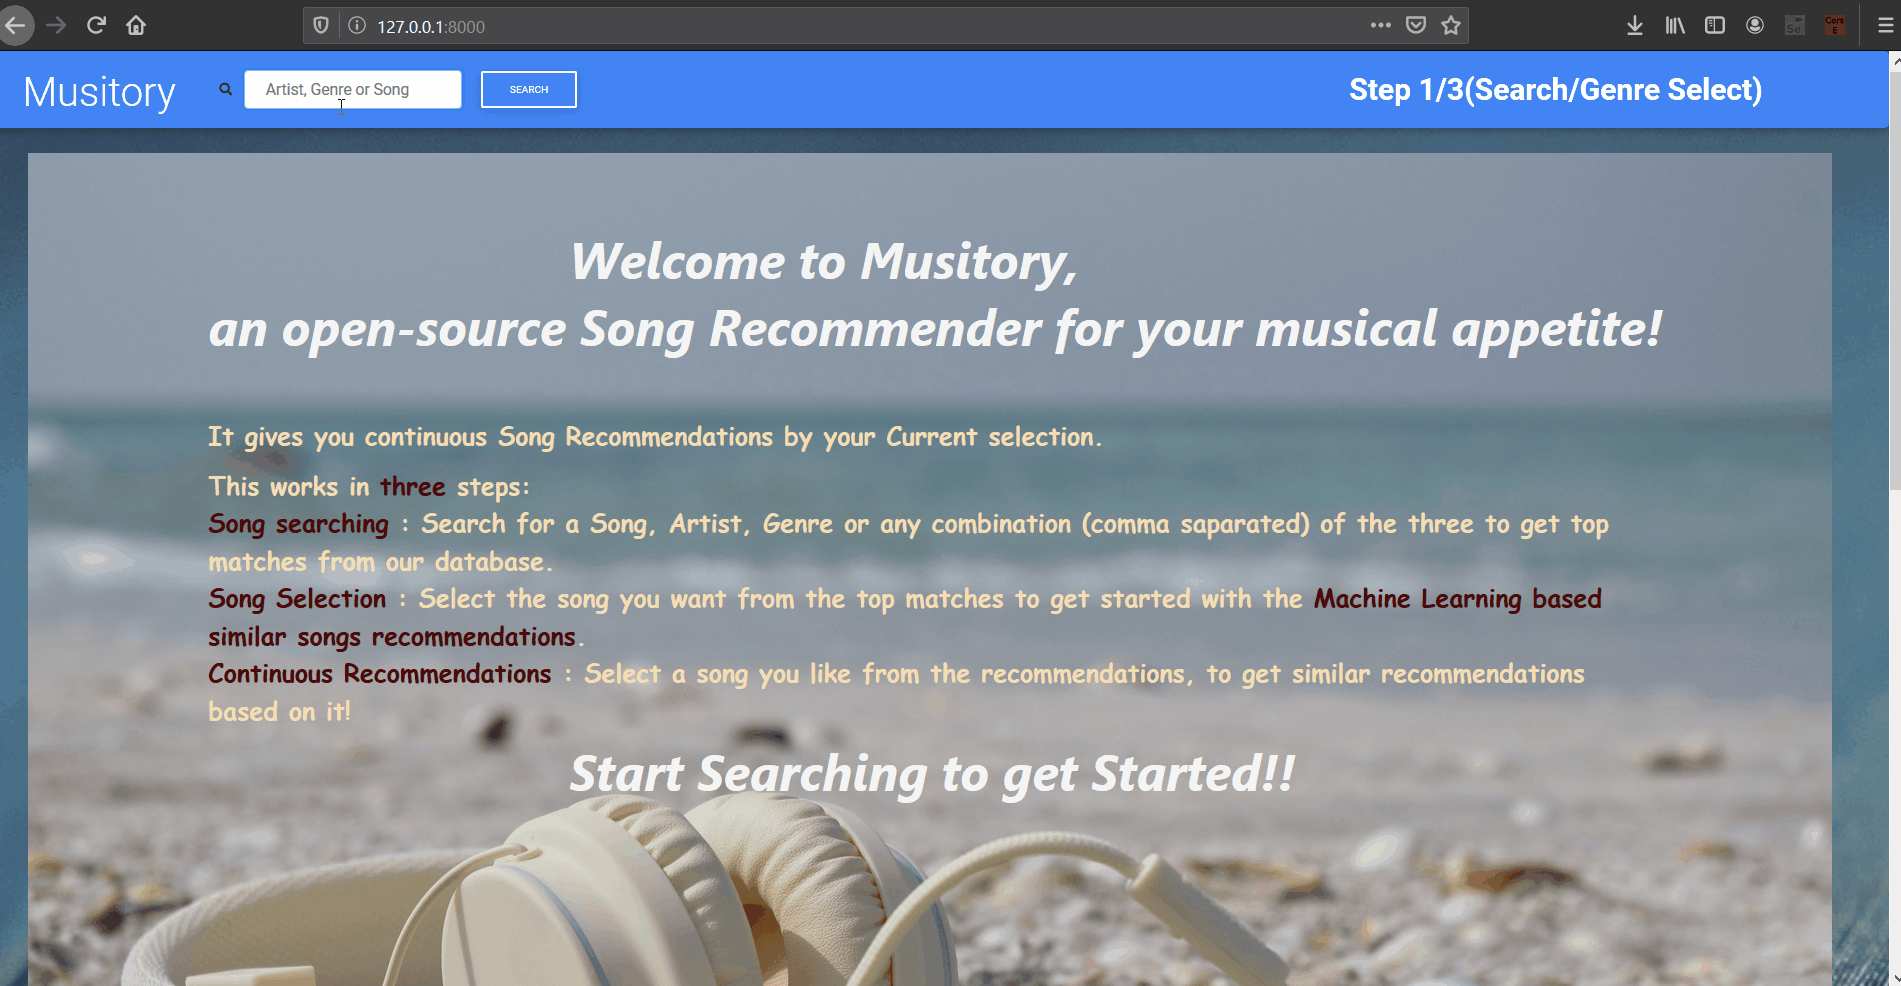 127.0.0.1:8000
Se
Cors
E
Musitory
Artist, Genre or Song
SEARCH
Step 1/3(Search/Genre Select)
Welcome to Musitory,
an open-source Song Recommender for your musical appetite!
It gives you continuous Song Recommendations by your Current selection.
This works in three steps:
Song searching : Search for a Song, Artist, Genre or any combination (comma saparated) of the three to get top
matches from our database.
Song Selection : Select the song you want from the top matches to get started with the Machine Learning based
similar songs recommendations.
Continuous Recommendations : Select a song you like from the recommendations, to get similar recommendations
based on it!
Start Searching to get Started!!